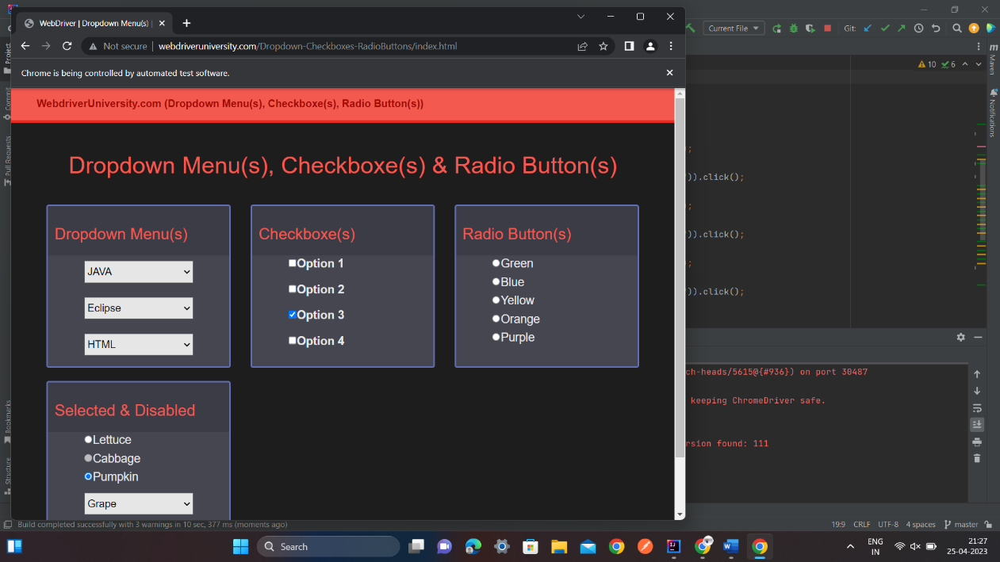 WebDriver | Dropdown Menu(s) |
Not secure | webdriveruniversity.com/Dropdown-Checkboxes-RadioButtons/index.html
Chrome is being controlled by automated test software.
WebdriverUniversity.com (Dropdown Menu(s), Checkboxe(s), Radio Button(s))
Dropdown Menu(s), Checkboxe(s) & Radio Button(s)
Dropdown Menu(s)
JAVA
Eclipse
HTML
Checkboxe(s)
Option 1
Option 2
Option 3
Option 4
Radio Button(s)
Green
Blue
Yellow
Orange
Purple
Selected & Disabled
Lettuce
Cabbage
Pumpkin
Grape
Current File
Git:
10 6
;
")).click();
;
")).click();
;
")).click();
ch-heads/5615@{#936}) on port 30487
keeping ChromeDriver safe.
rsion found: 111
Project
Commit
Pull Requests
Bookmarks
Structure
m
Maven
Notifications
Build completed successfully with 3 warnings in 10 sec, 377 ms (moments ago)
19:9 CRLF UTF-8 4 spaces master
Search
ENG
IN
21:27
25-04-2023